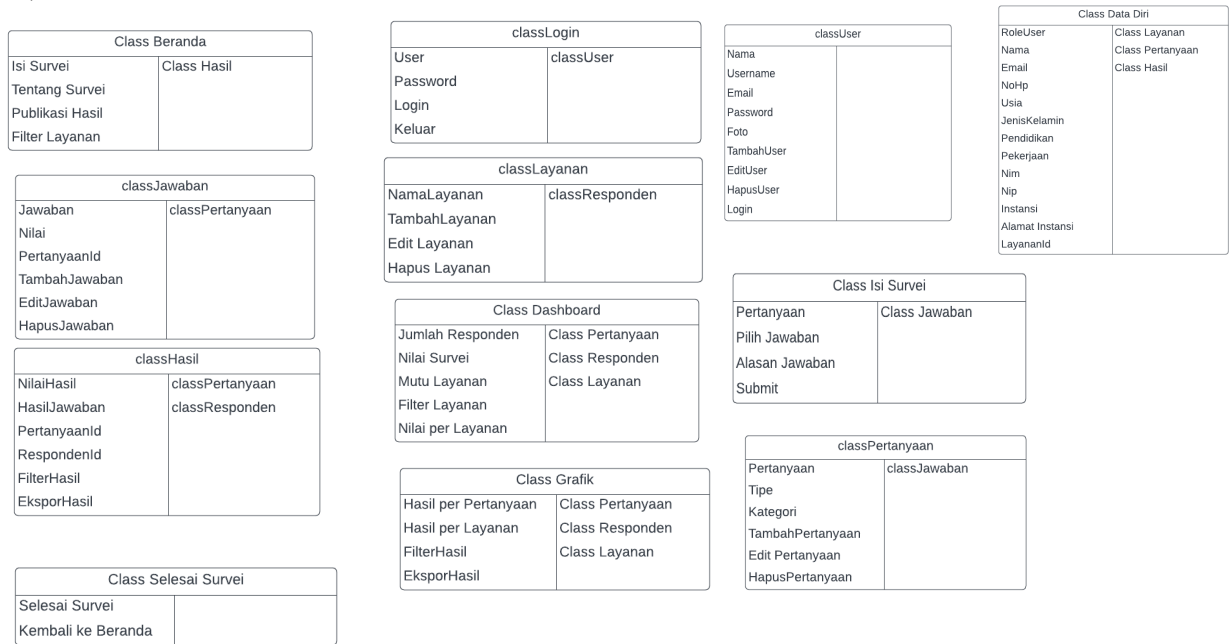 Class Beranda
Isi Survei Class Hasil
Tentang Survei
Publikasi Hasil
Filter Layanan
classJawaban
Jawaban classPertanyaan
Nilai
PertanyaanId
TambahJawaban
EditJawaban
HapusJawaban
classHasil
NilaiHasil classPertanyaan
HasilJawaban classResponden
PertanyaanId
RespondenId
FilterHasil
EksporHasil
Class Selesai Survei
Selesai Survei
Kembali ke Beranda
classLogin
User classUser
Password
Login
Keluar
classLayanan
NamaLayanan classResponden
TambahLayanan
Edit Layanan
Hapus Layanan
Class Dashboard
Jumlah Responden Class Pertanyaan
Nilai Survei Class Responden
Mutu Layanan Class Layanan
Filter Layanan
Nilai per Layanan
Class Grafik
Hasil per Pertanyaan Class Pertanyaan
Hasil per Layanan Class Responden
FilterHasil Class Layanan
EksporHasil
classUser
Nama
Username
Email
Password
Foto
TambahUser
EditUser
HapusUser
Login
Class Data Diri
RoleUser Class Layanan
Nama Class Pertanyaan
Email Class Hasil
NoHp
Usia
JenisKelamin
Pendidikan
Pekerjaan
Nim
Nip
Instansi
Alamat Instansi
LayananId
Class Isi Survei
Pertanyaan Class Jawaban
Pilih Jawaban
Alasan Jawaban
Submit
classPertanyaan
Pertanyaan classJawaban
Tipe
Kategori
TambahPertanyaan
Edit Pertanyaan
HapusPertanyaan